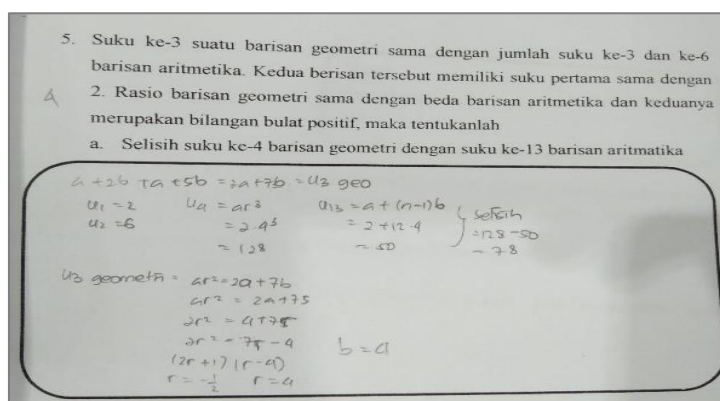 5. Suku ke-3 suatu barisan geometri sama dengan jumlah suku ke-3 dan ke-6
barisan aritmetika. Kedua berisan tersebut memiliki suku pertama sama dengan
2. Rasio barisan geometri sama dengan beda barisan aritmetika dan keduanya
merupakan bilangan bulat positif, maka tentukanlah
a. Selisih suku ke-4 barisan geometri dengan suku ke-13 barisan aritmatika
a + 2b + a + 5b = 2a + 7b = U3 geo
U1 = 2 U4 = ar³ U13 = a + (n-1)b selisih
U2 = 6 = 2.4³ = 2 + 12.4 = 128 - 50
= 128 = 50 = 78
U3 geometri = ar² = 2a + 7b
ar² = 2a + 7b
2r² = 4 + 7r
2r² = 7r - 4 b = 4
(2r + 1) (r - 4)
r = -1/2 r = 4